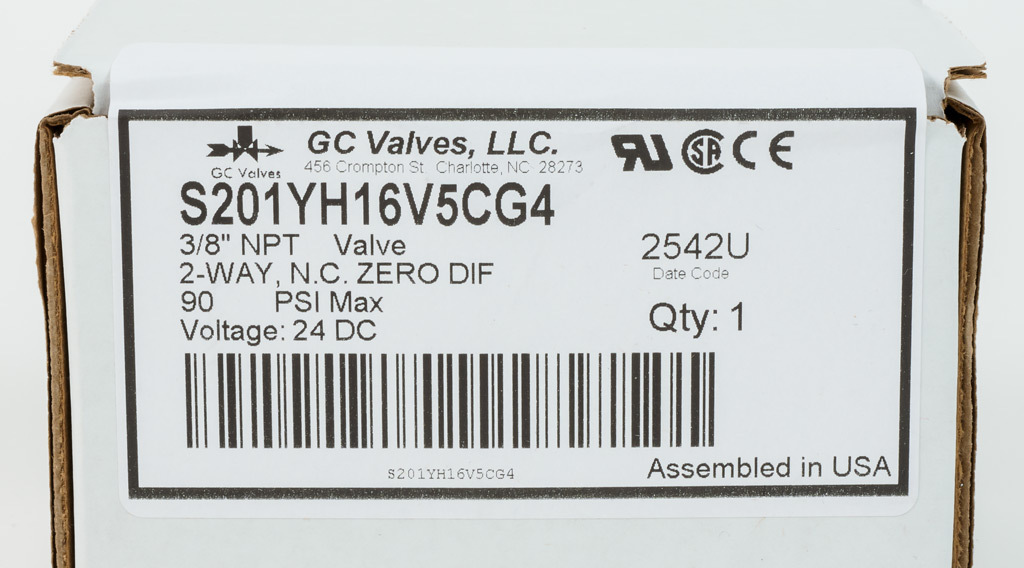 GC Valves, LLC.
456 Crompton St. Charlotte, NC 28273
GC Valves
S201YH16V5CG4
3/8" NPT Valve
2-WAY, N.C. ZERO DIF
90 PSI Max
Voltage: 24 DC
2542U
Date Code
Qty: 1
S201YH16V5CG4
Assembled in USA